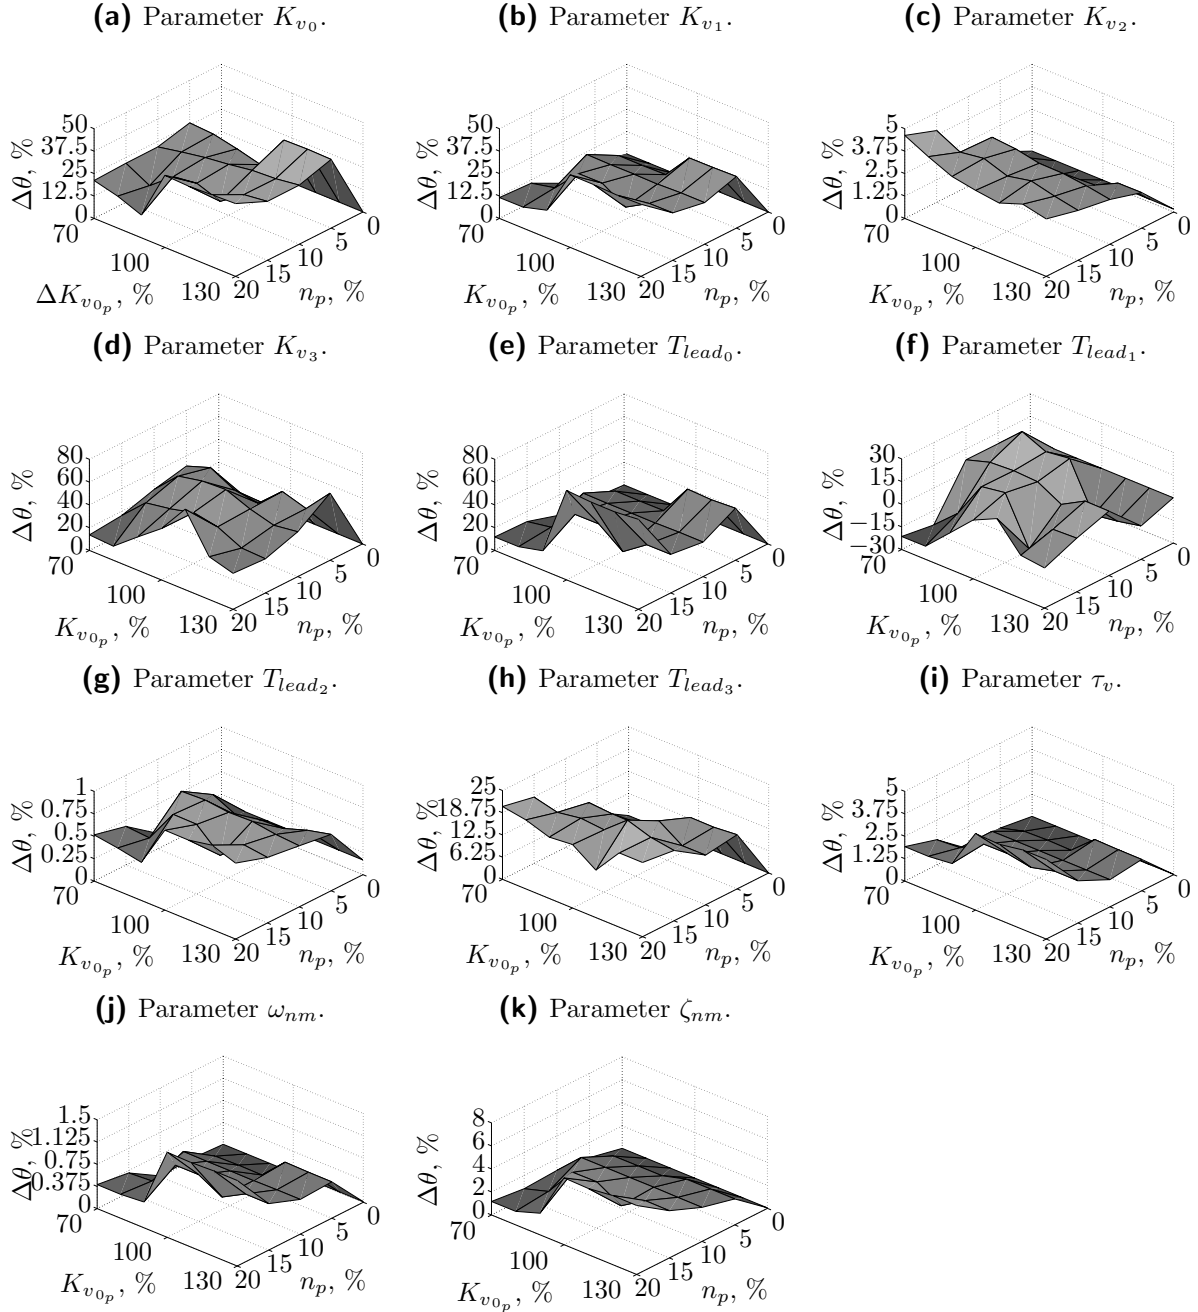 (a) Parameter K_{v_0}. (b) Parameter K_{v_1}. (c) Parameter K_{v_2}.
Δθ, % 50 37.5 25 12.5 0 70 100 130 20 15 10 5 0 ΔK_{v_{0_p}}, % n_p, %
Δθ, % 50 37.5 25 12.5 0 70 100 130 20 15 10 5 0 K_{v_{0_p}}, % n_p, %
Δθ, % 5 3.75 2.5 1.25 0 70 100 130 20 15 10 5 0 K_{v_{0_p}}, % n_p, %
(d) Parameter K_{v_3}. (e) Parameter T_{lead_0}. (f) Parameter T_{lead_1}.
Δθ, % 80 60 40 20 0 70 100 130 20 15 10 5 0 K_{v_{0_p}}, % n_p, %
Δθ, % 80 60 40 20 0 70 100 130 20 15 10 5 0 K_{v_{0_p}}, % n_p, %
Δθ, % 30 15 0 −15 −30 70 100 130 20 15 10 5 0 K_{v_{0_p}}, % n_p, %
(g) Parameter T_{lead_2}. (h) Parameter T_{lead_3}. (i) Parameter τ_v.
Δθ, % 1 0.75 0.5 0.25 0 70 100 130 20 15 10 5 0 K_{v_{0_p}}, % n_p, %
Δθ, % 25 18.75 12.5 6.25 0 70 100 130 20 15 10 5 0 K_{v_{0_p}}, % n_p, %
Δθ, % 5 3.75 2.5 1.25 0 70 100 130 20 15 10 5 0 K_{v_{0_p}}, % n_p, %
(j) Parameter ω_{nm}. (k) Parameter ζ_{nm}.
Δθ, % 1.5 1.125 0.75 0.375 0 70 100 130 20 15 10 5 0 K_{v_{0_p}}, % n_p, %
Δθ, % 8 6 4 2 0 70 100 130 20 15 10 5 0 K_{v_{0_p}}, % n_p, %